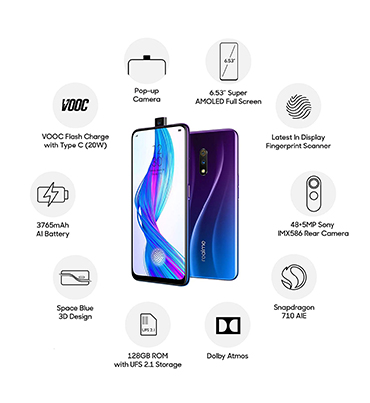 Pop-up
Camera
6.53"
6.53" Super
AMOLED Full Screen
VOOC
VOOC Flash Charge
with Type C (20W)
Latest In Display
Fingerprint Scanner
3765mAh
AI Battery
48+5MP Sony
IMX586 Rear Camera
realme
Space Blue
3D Design
Snapdragon
710 AIE
UFS 2.1
128GB ROM
with UFS 2.1 Storage
Dolby Atmos